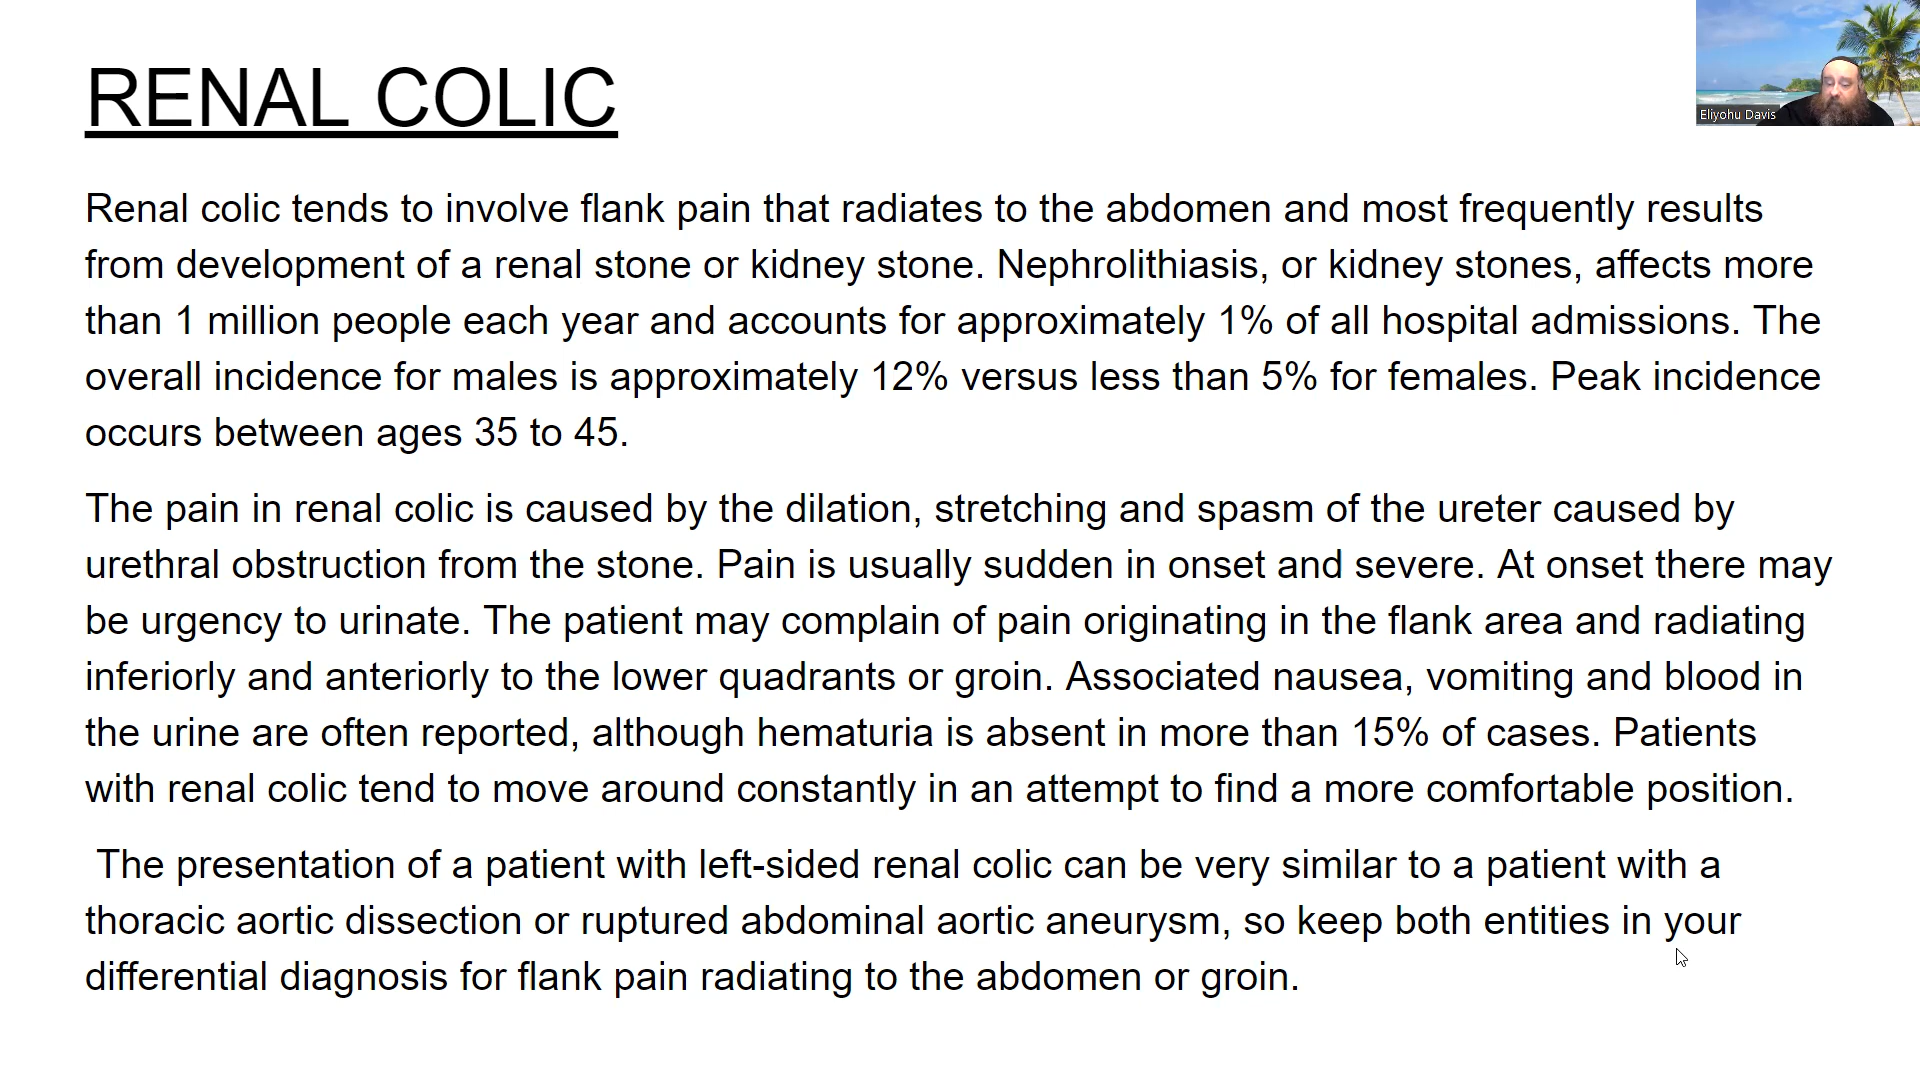 RENAL COLIC
Eliyohu Davis
Renal colic tends to involve flank pain that radiates to the abdomen and most frequently results
from development of a renal stone or kidney stone. Nephrolithiasis, or kidney stones, affects more
than 1 million people each year and accounts for approximately 1% of all hospital admissions. The
overall incidence for males is approximately 12% versus less than 5% for females. Peak incidence
occurs between ages 35 to 45.
The pain in renal colic is caused by the dilation, stretching and spasm of the ureter caused by
urethral obstruction from the stone. Pain is usually sudden in onset and severe. At onset there may
be urgency to urinate. The patient may complain of pain originating in the flank area and radiating
inferiorly and anteriorly to the lower quadrants or groin. Associated nausea, vomiting and blood in
the urine are often reported, although hematuria is absent in more than 15% of cases. Patients
with renal colic tend to move around constantly in an attempt to find a more comfortable position.
The presentation of a patient with left-sided renal colic can be very similar to a patient with a
thoracic aortic dissection or ruptured abdominal aortic aneurysm, so keep both entities in your
differential diagnosis for flank pain radiating to the abdomen or groin.